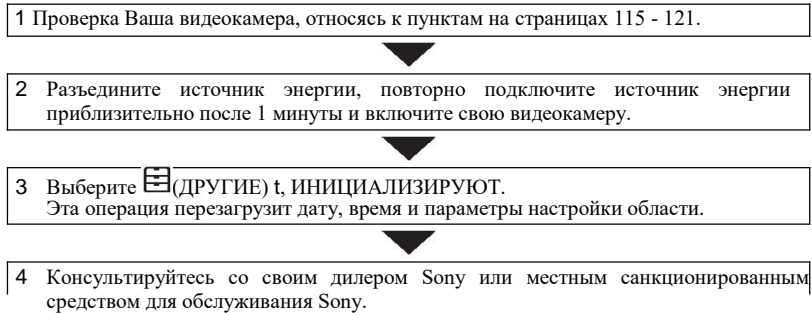 1 Проверка Ваша видеокамера, относясь к пунктам на страницах 115 - 121.
2 Разъедините источник энергии, повторно подключите источник энергии
приблизительно после 1 минуты и включите свою видеокамеру.
3 Выберите (ДРУГИЕ) t, ИНИЦИАЛИЗИРУЮТ.
Эта операция перезагрузит дату, время и параметры настройки области.
4 Консультируйтесь со своим дилером Sony или местным санкционированным
средством для обслуживания Sony.